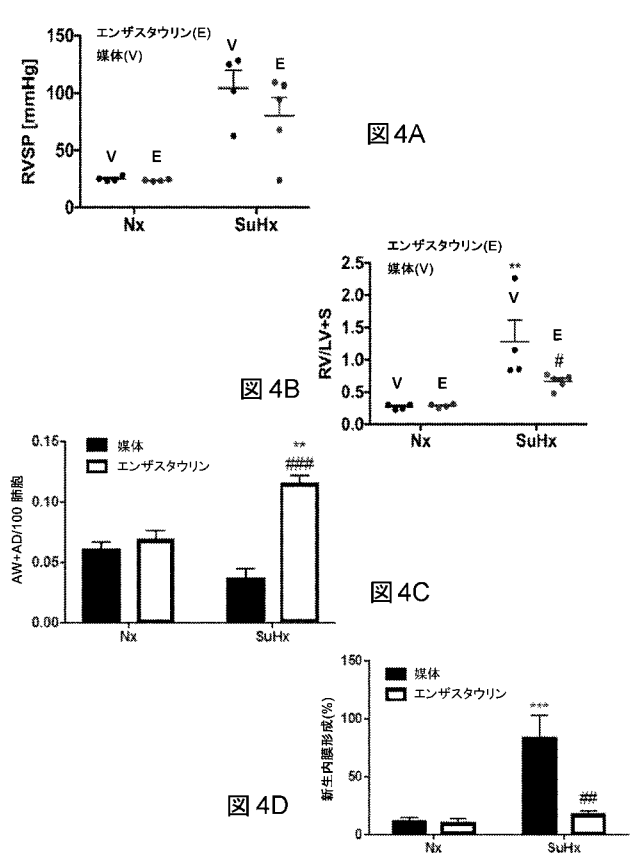 エンザスタウリン(E)
媒体(V)
RVSP [mmHg]
150
100
50
0
V
E
V
E
Nx
SuHx
図4A
エンザスタウリン(E)
媒体(V)
RV/LV+S
2.5
2.0
1.5
1.0
0.5
0.0
V
E
**
V
E
#
Nx
SuHx
図4B
AW+AD/100 肺胞
0.15
0.10
0.05
0.00
媒体
エンザスタウリン
**
###
Nx
SuHx
図4C
新生内膜形成(%)
150
100
50
0
媒体
エンザスタウリン
***
##
Nx
SuHx
図4D